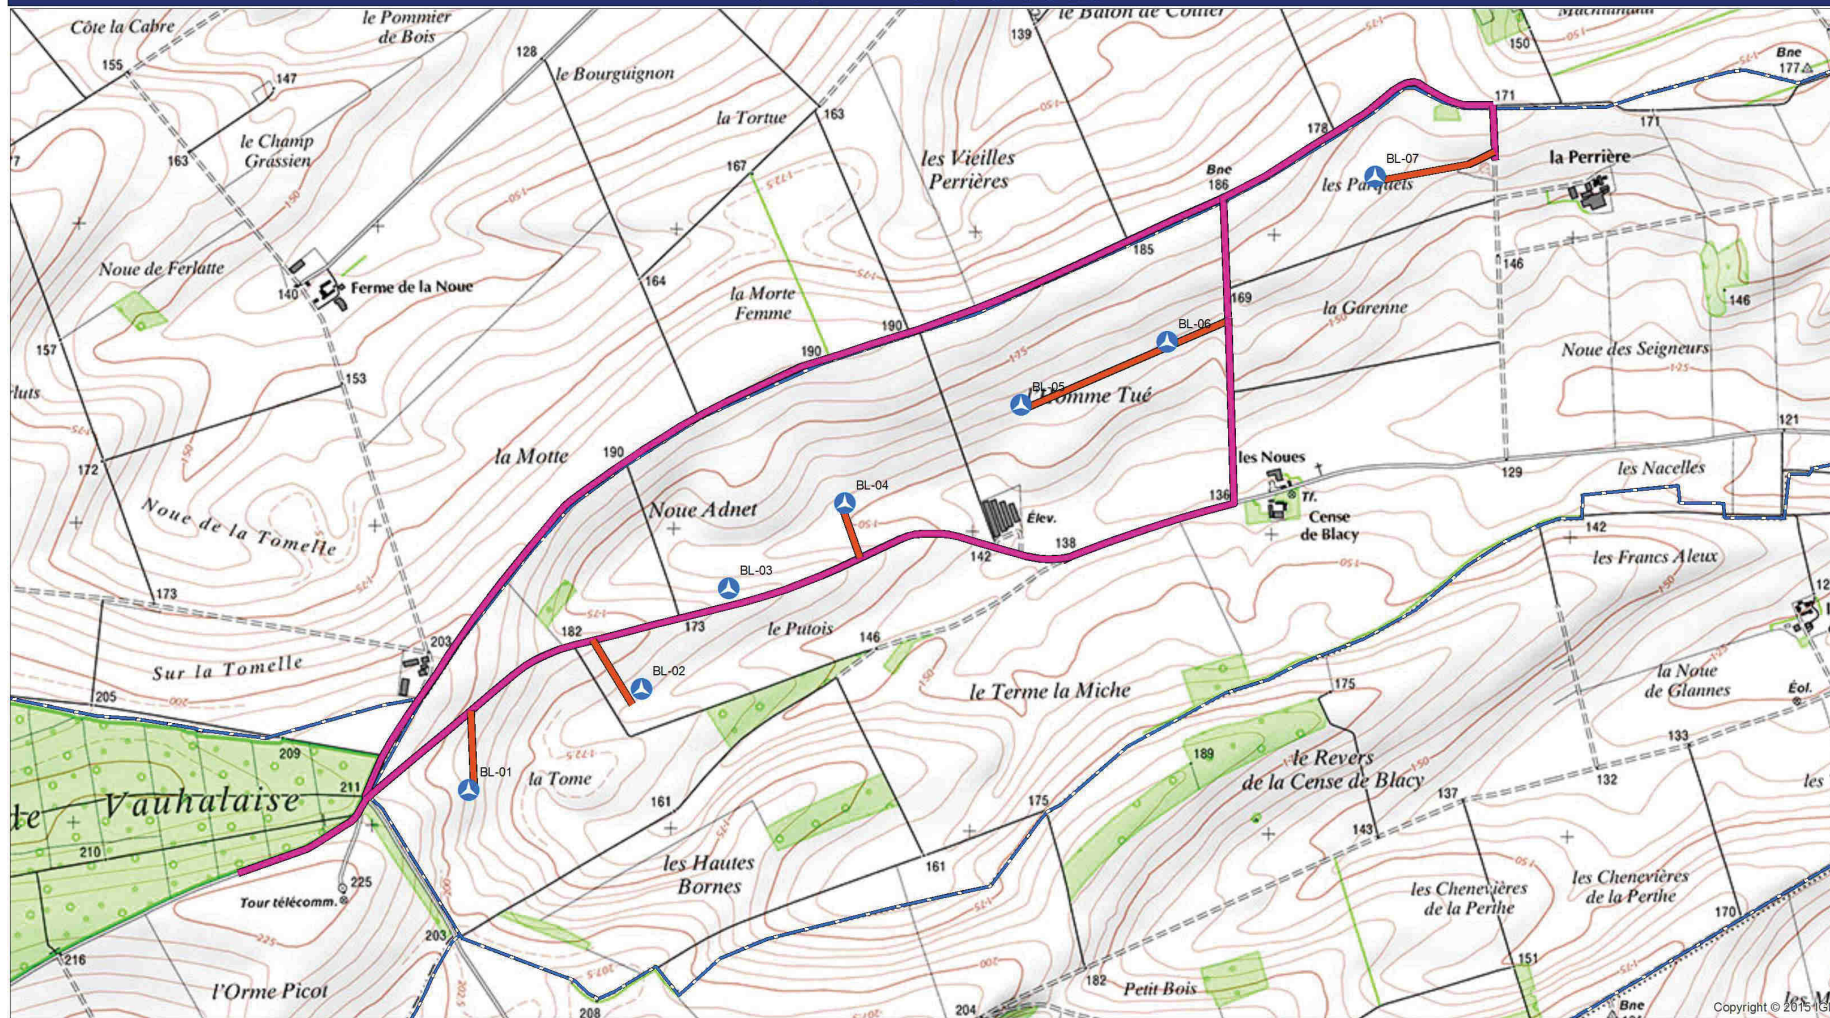 Côte la Cabre
le Pommier
de Bois
139
150
Bne
177
155
147
128
le Bourguignon
la Tortue
163
171
171
le Champ
Grassien
163
167
les Vieilles
Perrières
178
Bne
186
BL-07
les Parquets
la Perrière
150
172.5
185
146
Noue de Ferlatte
140
Ferme de la Noue
164
la Morte
Femme
190
169
la Garenne
146
157
190
BL-06
Noue des Seigneurs
153
BL-05
l'Homme Tué
175
125
121
172
la Motte
190
les Noues
129
les Nacelles
Noue de la Tomelle
Noue Adnet
BL-04
150
Élev.
136
Tf.
Cense
de Blacy
142
138
142
les Francs Aleux
173
BL-03
182
173
le Putois
146
203
Sur la Tomelle
205
BL-02
le Terme la Miche
175
la Noue
de Glannes
Éol.
209
211
Vauhalaise
BL-01
la Tome
161
189
le Revers
de la Cense de Blacy
133
132
137
143
175
210
225
Tour télécomm.
les Hautes
Bornes
161
les Chenevières
de la Perthe
les Chenevières
de la Perthe
170
203
216
l'Orme Picot
208
204
182
Petit Bois
151
Bne
Copyright © 2015 IG